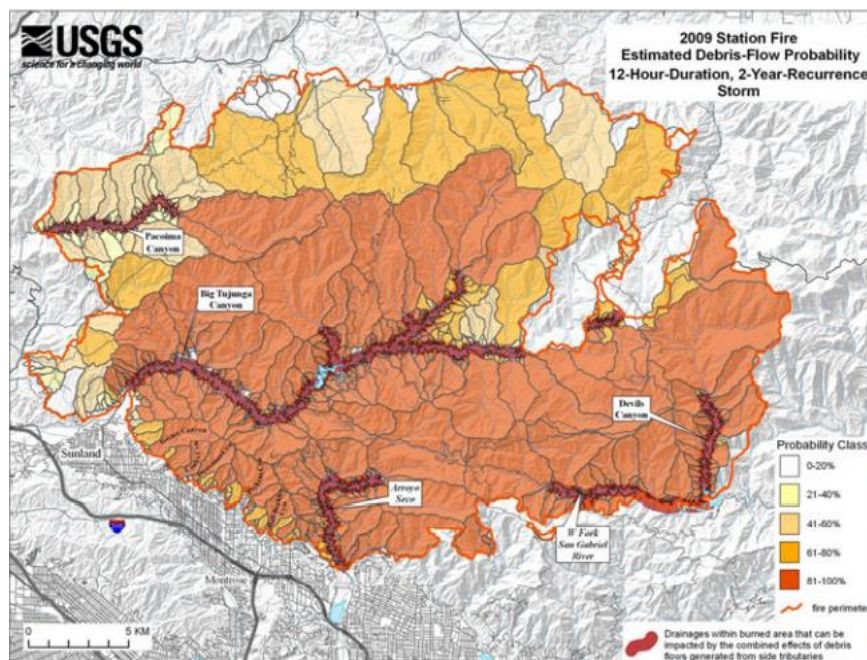 USGS
science for a changing world
2009 Station Fire
Estimated Debris-Flow Probability
12-Hour-Duration, 2-Year-Recurrence
Storm
Pacoima
Canyon
Big Tujunga
Canyon
Devils
Canyon
Sunland
Arroyo
Seco
W Fork
San Gabriel
River
Montrose
Probability Class
0-20%
21-40%
41-60%
61-80%
81-100%
fire perimete
Drainages within burned area that can be
impacted by the combined effects of debris
flows generated from side tributaries
0
5 KM